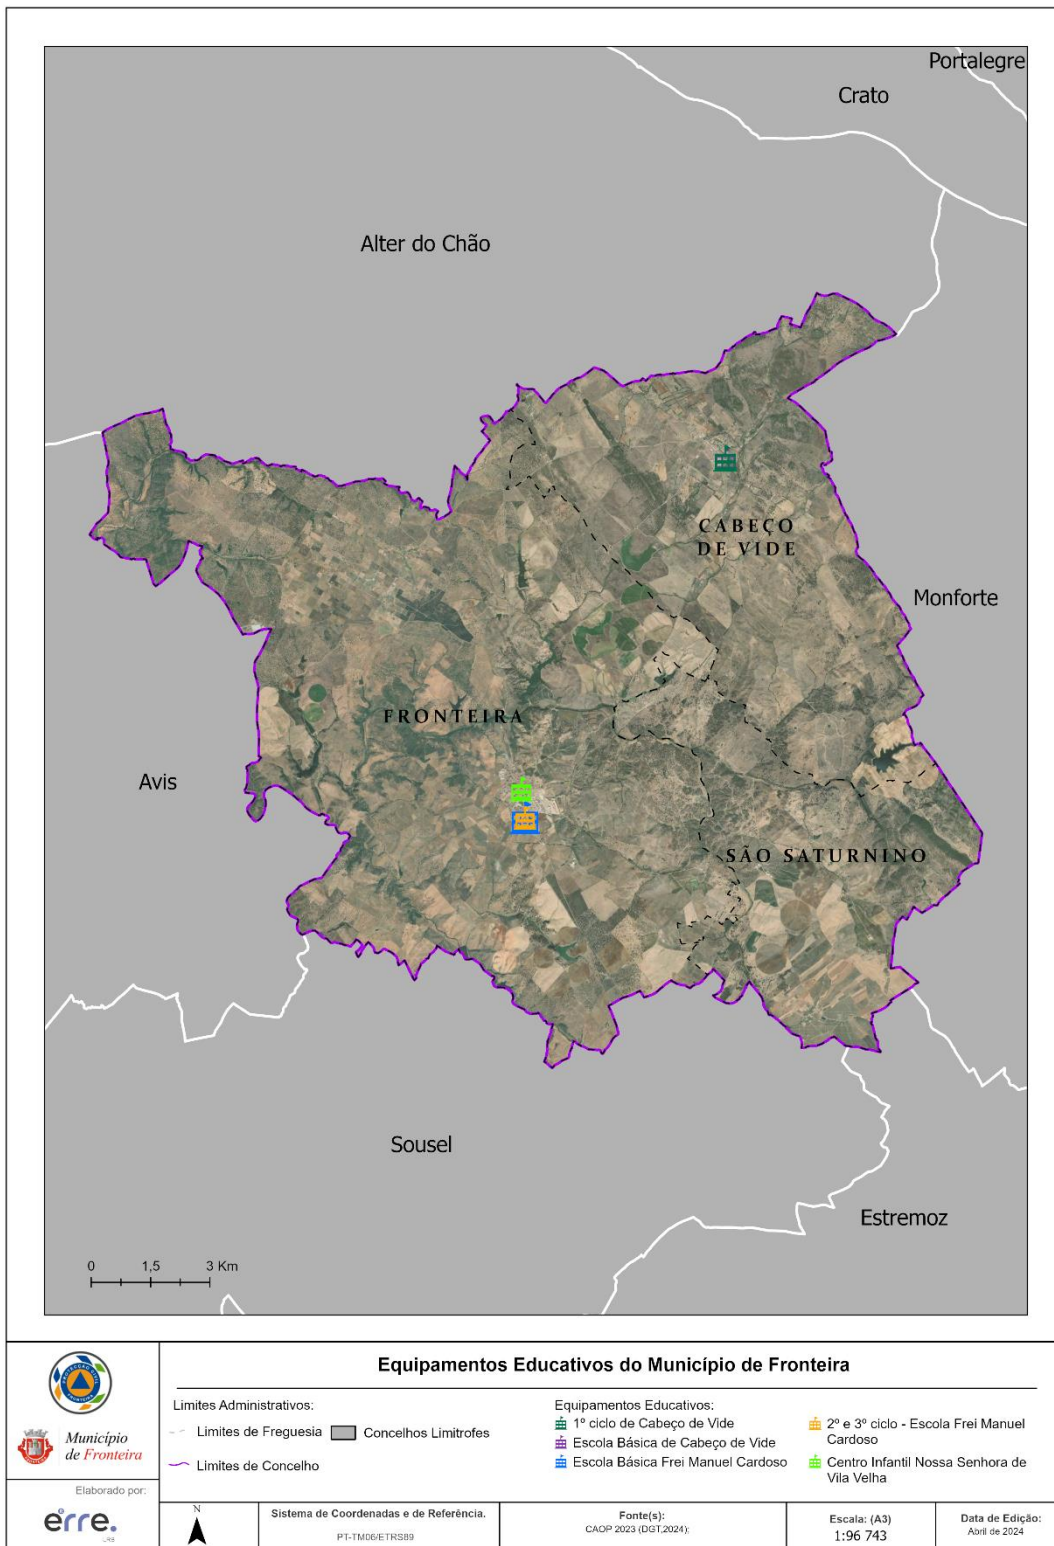 Portalegre
Crato
Alter do Chão
CABEÇO
DE VIDE
Monforte
FRONTEIRA
Avis
SÃO SATURNINO
Sousel
Estremoz
0 1,5 3 Km
Equipamentos Educativos do Município de Fronteira
Limites Administrativos:
Limites de Freguesia
Concelhos Limitrofes
Limites de Concelho
Equipamentos Educativos:
1º ciclo de Cabeço de Vide
Escola Básica de Cabeço de Vide
Escola Básica Frei Manuel Cardoso
2º e 3º ciclo - Escola Frei Manuel
Cardoso
Centro Infantil Nossa Senhora de
Vila Velha
Município
de Fronteira
Elaborado por:
erre.
N
Sistema de Coordenadas e de Referência.
PT-TM06/ETRS89
Fonte(s):
CAOP 2023 (DGT,2024);
Escala: (A3)
1:96 743
Data de Edição:
Abril de 2024